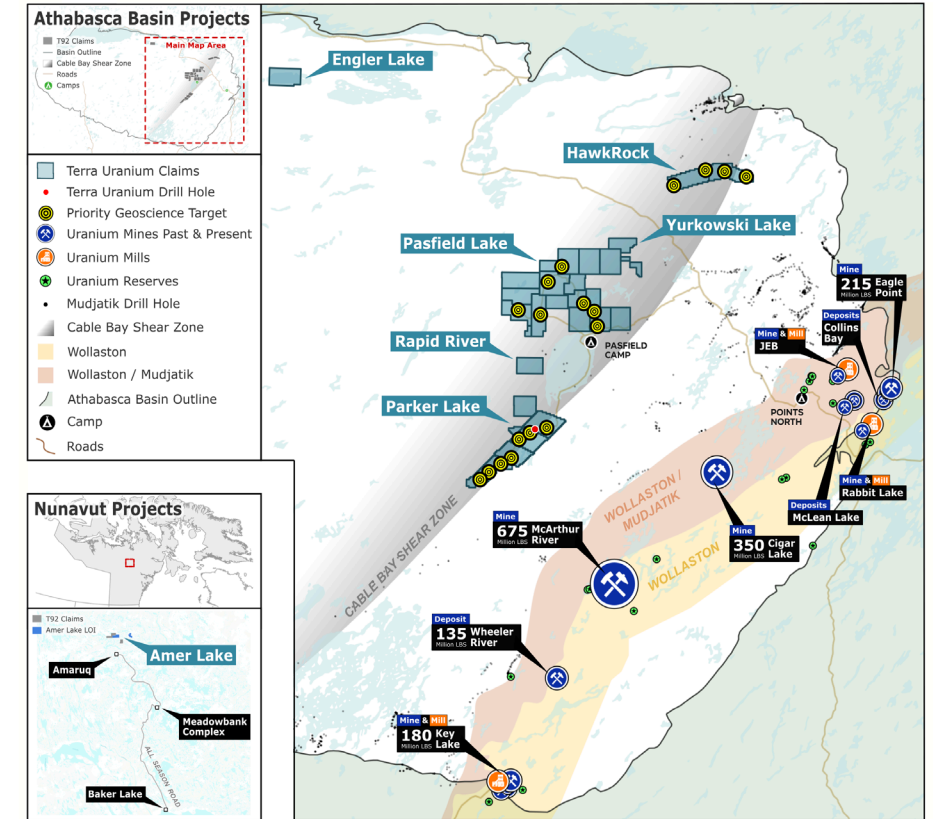 Athabasca Basin Projects
T92 Claims
Basin Outline
Cable Bay Shear Zone
Roads
Camps
Main Map Area
Terra Uranium Claims
Terra Uranium Drill Hole
Priority Geoscience Target
Uranium Mines Past & Present
Uranium Mills
Uranium Reserves
Mudjatik Drill Hole
Cable Bay Shear Zone
Wollaston
Wollaston / Mudjatik
Athabasca Basin Outline
Camp
Roads
Engler Lake
HawkRock
Yurkowski Lake
Pasfield Lake
Rapid River
Parker Lake
PASFIELD
CAMP
CABLE BAY SHEAR ZONE
Mine
215 Eagle
Million LBS Point
Deposits
Collins
Bay
Mine & Mill
JEB
POINTS
NORTH
Mine & Mill
Rabbit Lake
Deposits
McLean Lake
WOLLASTON /
MUDJATIK
WOLLASTON
Mine
350 Cigar
Million LBS Lake
Mine
675 McArthur
Million LBS River
Deposit
135 Wheeler
Million LBS River
Mine & Mill
180 Key
Million LBS Lake
Nunavut Projects
T92 Claims
Amer Lake LOI
Amer Lake
Amaruq
Meadowbank
Complex
ALL SEASON ROAD
Baker Lake